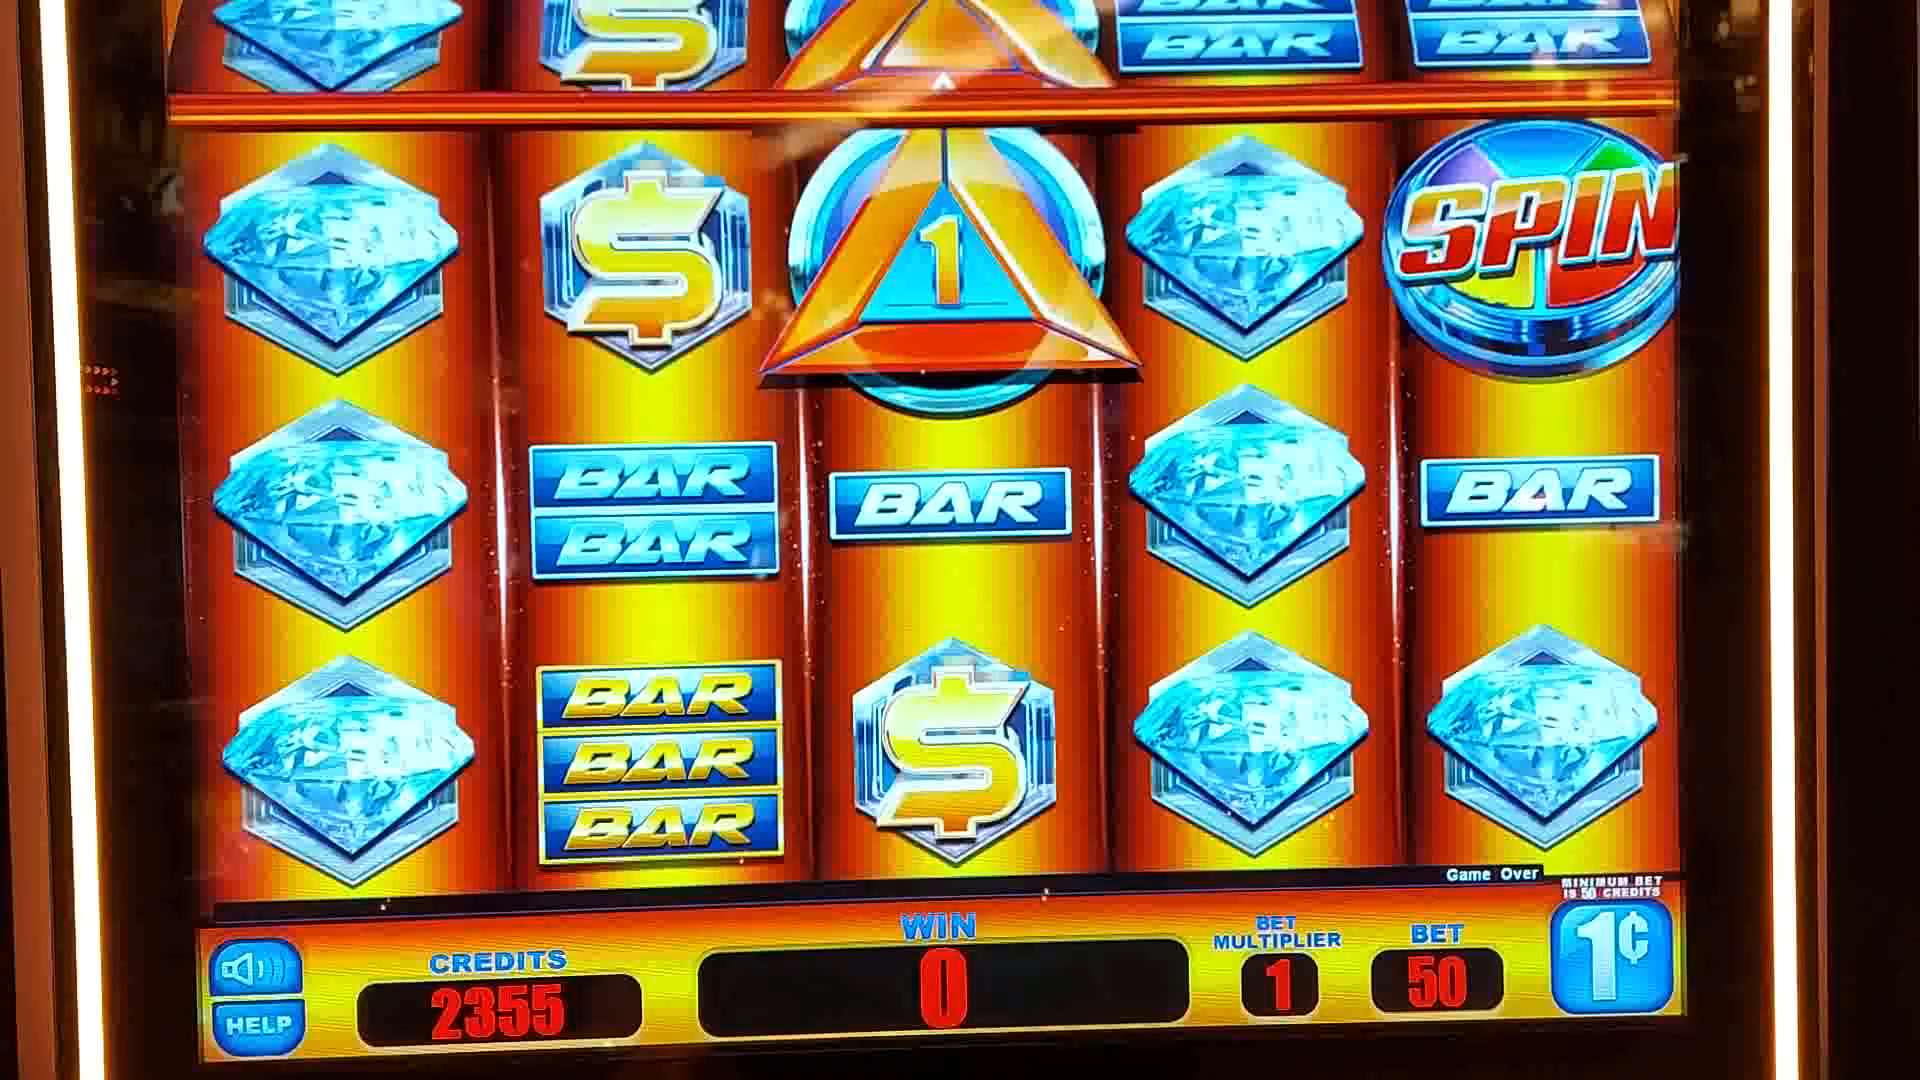 $
BAR
BAR
BAR
BAR
$
1
SPIN
BAR
BAR
BAR
BAR
BAR
BAR
BAR
$
Game Over
MINIMUM BET
IS 50 CREDITS
CREDITS
2355
WIN
0
BET
MULTIPLIER
1
BET
50
1¢
HELP